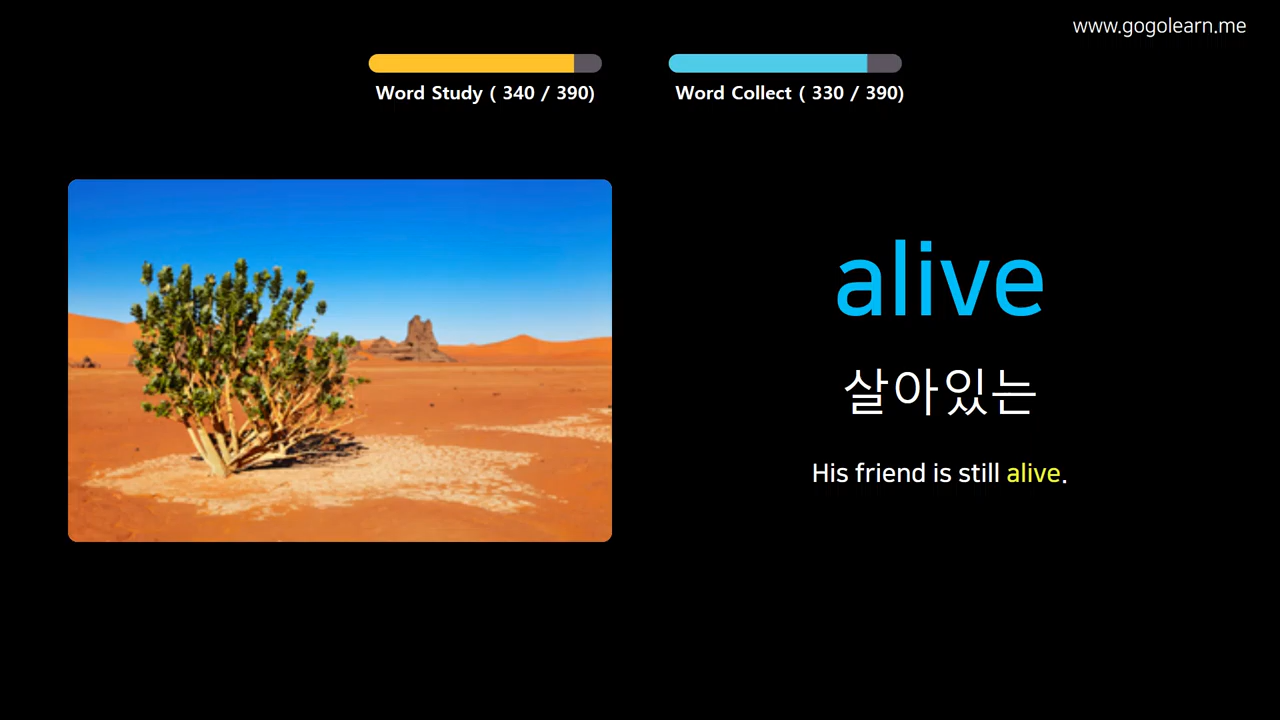 www.gogolearn.me
Word Study ( 340 / 390)
Word Collect ( 330 / 390)
alive
살아있는
His friend is still alive.